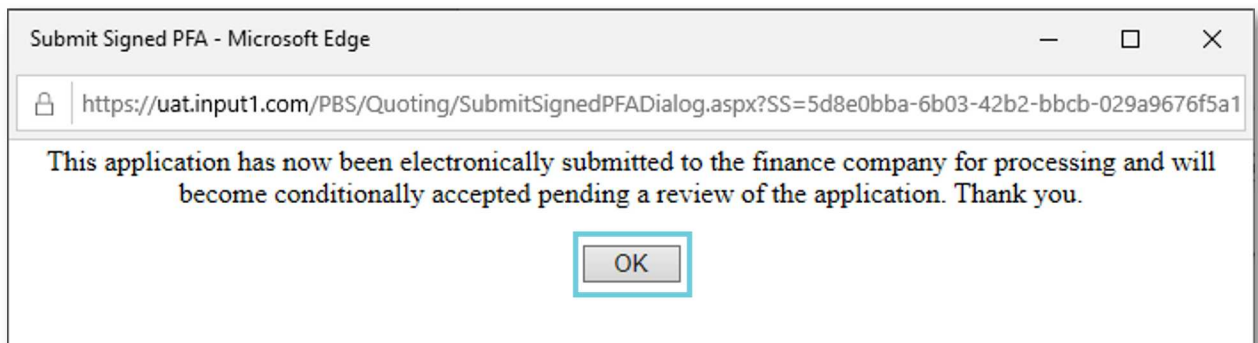 Submit Signed PFA - Microsoft Edge
https://uat.input1.com/PBS/Quoting/SubmitSignedPFADialog.aspx?SS=5d8e0bba-6b03-42b2-bbcb-029a9676f5a1
This application has now been electronically submitted to the finance company for processing and will
become conditionally accepted pending a review of the application. Thank you.
OK